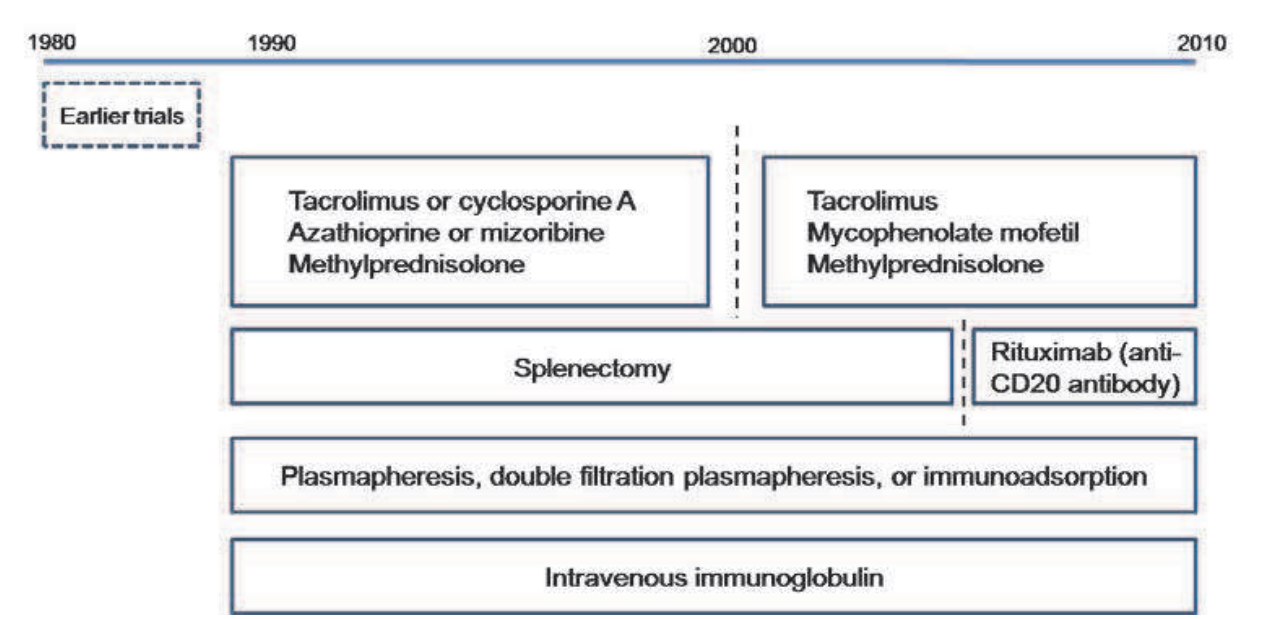 1980 1990 2000 2010
Earlier trials
Tacrolimus or cyclosporine A
Azathioprine or mizoribine
Methylprednisolone
Tacrolimus
Mycophenolate mofetil
Methylprednisolone
Splenectomy
Rituximab (anti-
CD20 antibody)
Plasmapheresis, double filtration plasmapheresis, or immunoadsorption
Intravenous immunoglobulin